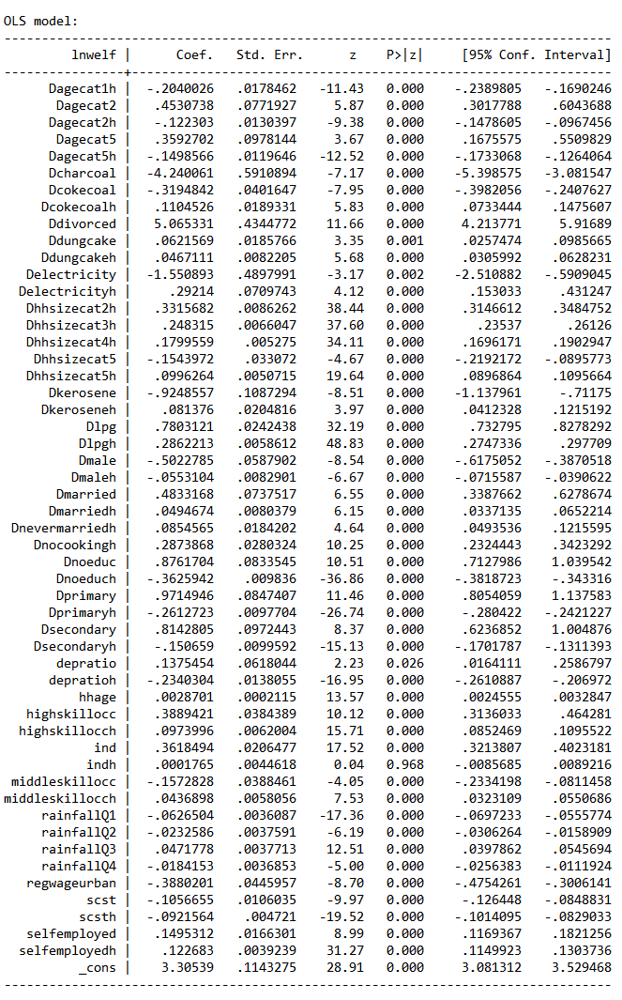 OLS model:
------------------------------------------------------------------------------
lnwelf | Coef. Std. Err. z P>|z| [95% Conf. Interval]
-------------+----------------------------------------------------------------
Dagecat1h | -.2040026 .0178462 -11.43 0.000 -.2389805 -.1690246
Dagecat2 | .4530738 .0771927 5.87 0.000 .3017788 .6043688
Dagecat2h | -.122303 .0130397 -9.38 0.000 -.1478605 -.0967456
Dagecat5 | .3592702 .0978144 3.67 0.000 .1675575 .5509829
Dagecat5h | -.1498566 .0119646 -12.52 0.000 -.1733068 -.1264064
Dcharcoal | -4.240061 .5910894 -7.17 0.000 -5.398575 -3.081547
Dcokecoal | -.3194842 .0401647 -7.95 0.000 -.3982056 -.2407627
Dcokecoalh | .1104526 .0189331 5.83 0.000 .0733444 .1475607
Ddivorced | 5.065331 .4344772 11.66 0.000 4.213771 5.91689
Ddungcake | .0621569 .0185766 3.35 0.001 .0257474 .0985665
Ddungcakeh | .0467111 .0082205 5.68 0.000 .0305992 .0628231
Delectricity | -1.550893 .4897991 -3.17 0.002 -2.510882 -.5909045
Delectricityh | .29214 .0709743 4.12 0.000 .153033 .431247
Dhhsizecat2h | .3315682 .0086262 38.44 0.000 .3146612 .3484752
Dhhsizecat3h | .248315 .0066047 37.60 0.000 .23537 .26126
Dhhsizecat4h | .1799559 .005275 34.11 0.000 .1696171 .1902947
Dhhsizecat5 | -.1543972 .033072 -4.67 0.000 -.2192172 -.0895773
Dhhsizecat5h | .0996264 .0050715 19.64 0.000 .0896864 .1095664
Dkerosene | -.9248557 .1087294 -8.51 0.000 -1.137961 -.71175
Dkeroseneh | .081376 .0204816 3.97 0.000 .0412328 .1215192
Dlpg | .7803121 .0242438 32.19 0.000 .732795 .8278292
Dlpgh | .2862213 .0058612 48.83 0.000 .2747336 .297709
Dmale | -.5022785 .0587902 -8.54 0.000 -.6175052 -.3870518
Dmaleh | -.0553104 .0082901 -6.67 0.000 -.0715587 -.0390622
Dmarried | .4833168 .0737517 6.55 0.000 .3387662 .6278674
Dmarriedh | .0494674 .0080379 6.15 0.000 .0337135 .0652214
Dnevermarriedh | .0854565 .0184202 4.64 0.000 .0493536 .1215595
Dnocookingh | .2873868 .0280324 10.25 0.000 .2324443 .3423292
Dnoeduc | .8761704 .0833545 10.51 0.000 .7127986 1.039542
Dnoeduch | -.3625942 .009836 -36.86 0.000 -.3818723 -.343316
Dprimary | .9714946 .0847407 11.46 0.000 .8054059 1.137583
Dprimaryh | -.2612723 .0097704 -26.74 0.000 -.280422 -.2421227
Dsecondary | .8142805 .0972443 8.37 0.000 .6236852 1.004876
Dsecondaryh | -.150659 .0099592 -15.13 0.000 -.1701787 -.1311393
depratio | .1375454 .0618044 2.23 0.026 .0164111 .2586797
depratioh | -.2340304 .0138055 -16.95 0.000 -.2610887 -.206972
hhage | .0028701 .0002115 13.57 0.000 .0024555 .0032847
highskillocc | .3889421 .0384389 10.12 0.000 .3136033 .464281
highskillocch | .0973996 .0062004 15.71 0.000 .0852469 .1095522
ind | .3618494 .0206477 17.52 0.000 .3213807 .4023181
indh | .0001765 .0044618 0.04 0.968 -.0085685 .0089216
middleskillocc | -.1572828 .0388461 -4.05 0.000 -.2334198 -.0811458
middleskillocch | .0436898 .0058056 7.53 0.000 .0323109 .0550686
rainfallQ1 | -.0626504 .0036087 -17.36 0.000 -.0697233 -.0555774
rainfallQ2 | -.0232586 .0037591 -6.19 0.000 -.0306264 -.0158909
rainfallQ3 | .0471778 .0037713 12.51 0.000 .0397862 .0545694
rainfallQ4 | -.0184153 .0036853 -5.00 0.000 -.0256383 -.0111924
regwageurban | -.3880201 .0445957 -8.70 0.000 -.4754261 -.3006141
scst | -.1056655 .0106035 -9.97 0.000 -.126448 -.0848831
scsth | -.0921564 .004721 -19.52 0.000 -.1014095 -.0829033
selfemployed | .1495312 .0166301 8.99 0.000 .1169367 .1821256
selfemployedh | .122683 .0039239 31.27 0.000 .1149923 .1303736
_cons | 3.30539 .1143275 28.91 0.000 3.081312 3.529468
------------------------------------------------------------------------------